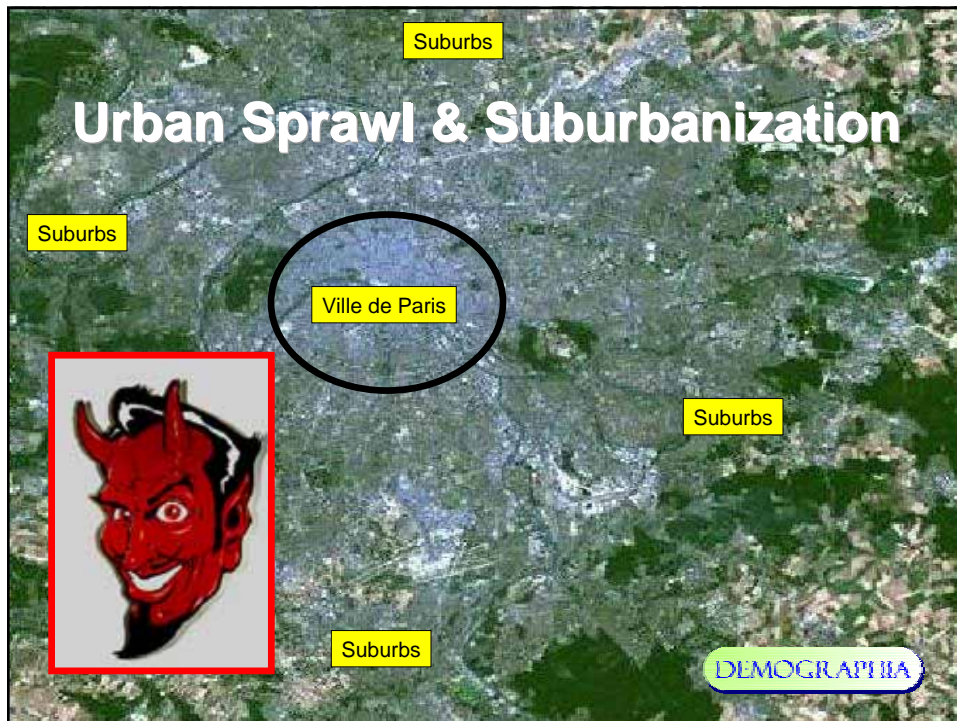 Suburbs
Urban Sprawl & Suburbanization
Suburbs
Ville de Paris
Suburbs
Suburbs
DEMOGRAPHIA